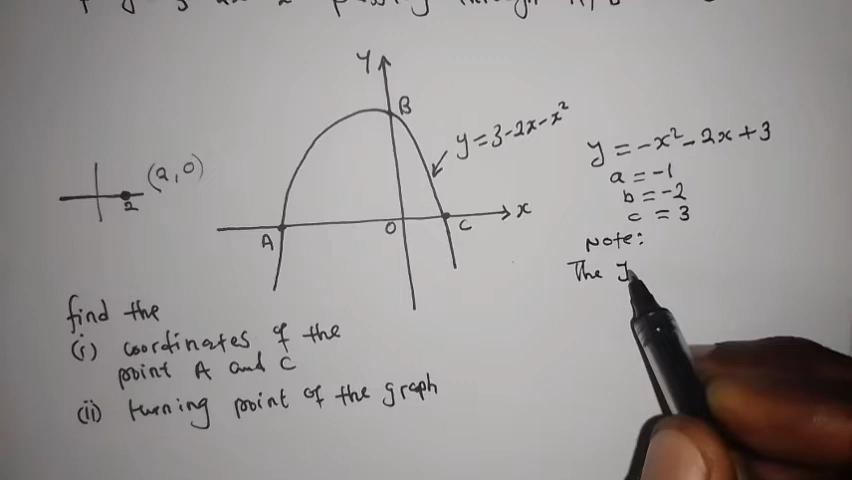 Y
B
y=3-2x-x²
(2,0)
2
A
O
C
x
y=-x²-2x+3
a=-1
b=-2
c=3
Note:
The
find the
(i) coordinates of the
point A and C
(ii) turning point of the graph